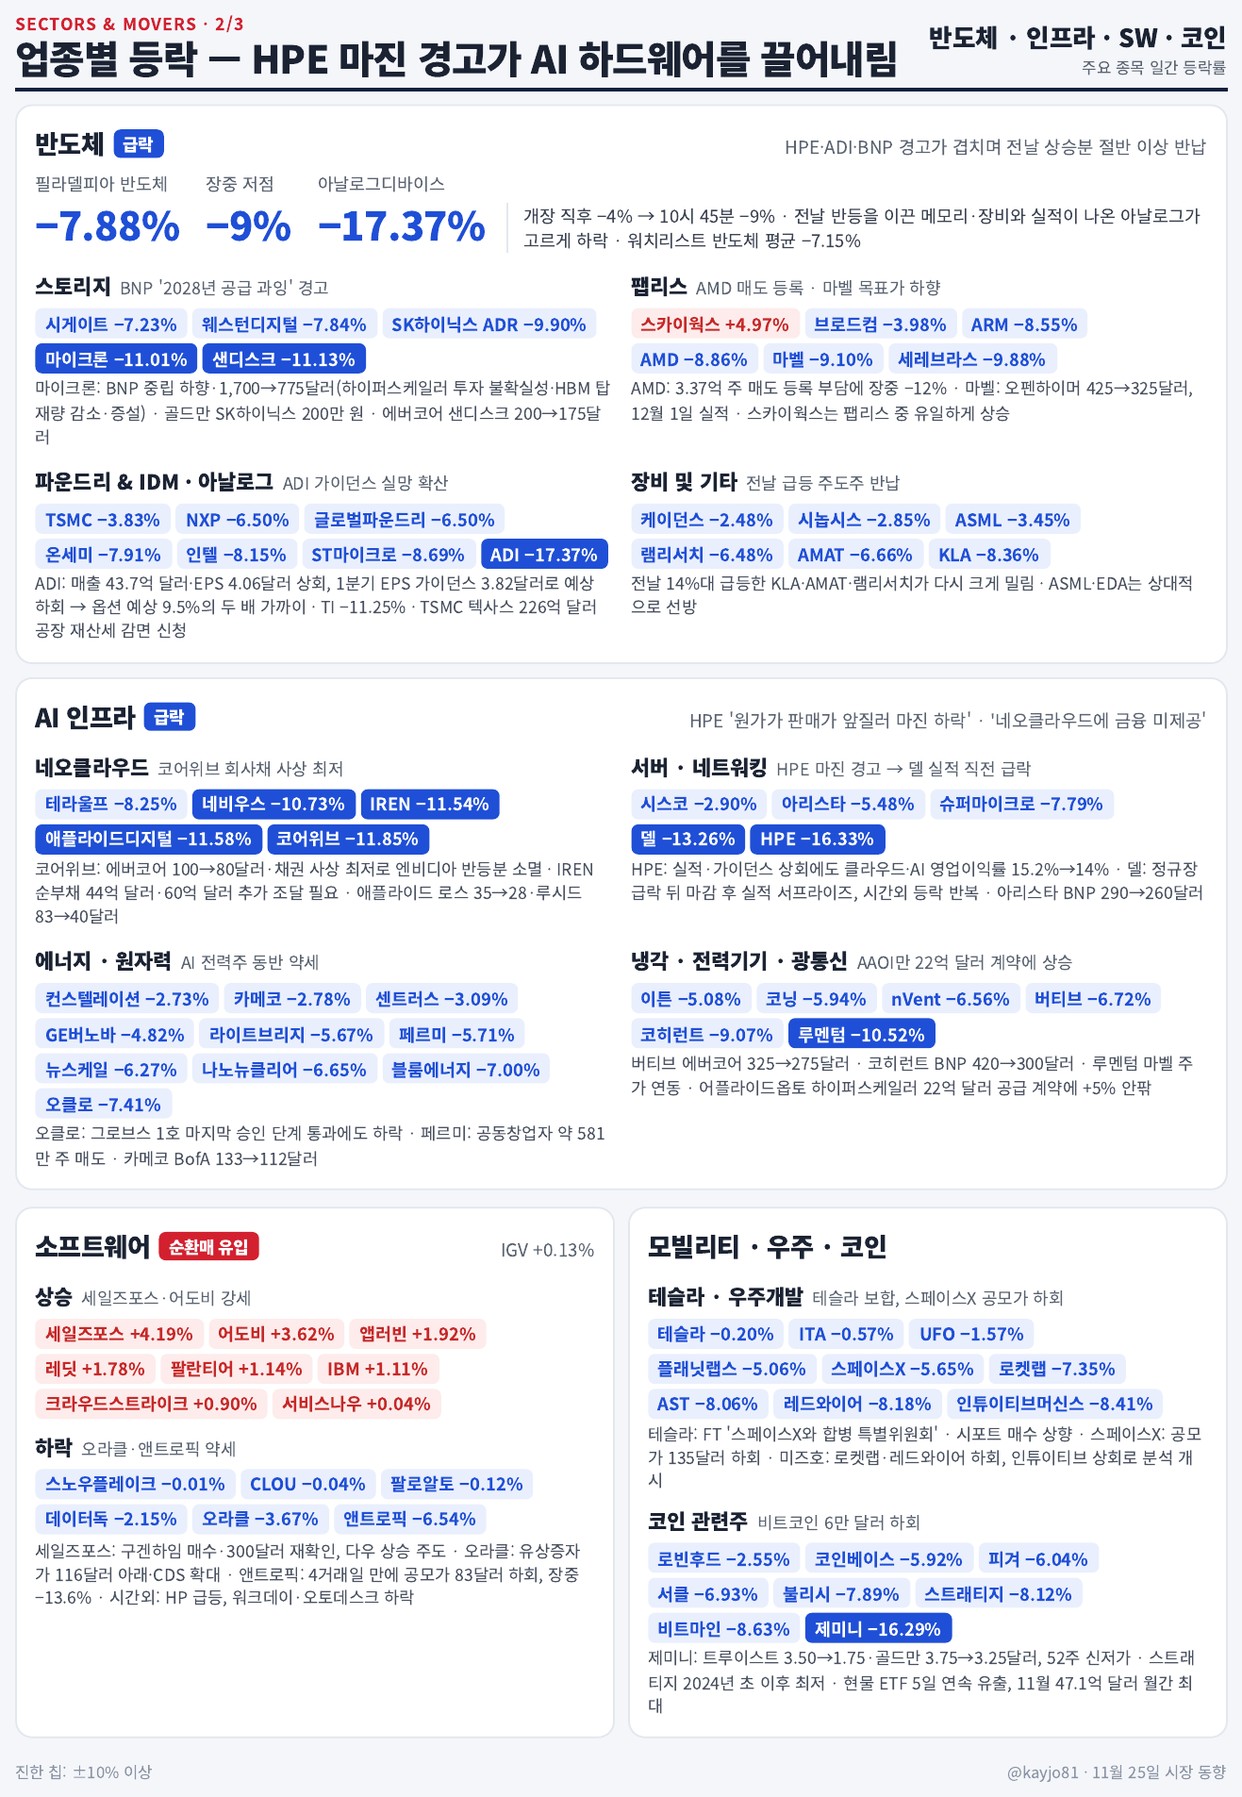 SECTORS & MOVERS · 2/3
업종별 등락 — HPE 마진 경고가 AI 하드웨어를 끌어내림
반도체 · 인프라 · SW · 코인
주요 종목 일간 등락률
반도체 급락
HPE·ADI·BNP 경고가 겹치며 전날 상승분 절반 이상 반납
필라델피아 반도체 장중 저점 아날로그디바이스
−7.88% −9% −17.37%
개장 직후 −4% → 10시 45분 −9% · 전날 반등을 이끈 메모리·장비와 실적이 나온 아날로그가
고르게 하락 · 워치리스트 반도체 평균 −7.15%
스토리지 BNP '2028년 공급 과잉' 경고
시게이트 −7.23% 웨스턴디지털 −7.84% SK하이닉스 ADR −9.90%
마이크론 −11.01% 샌디스크 −11.13%
마이크론: BNP 중립 하향·1,700→775달러(하이퍼스케일러 투자 불확실성·HBM 탑
재량 감소·증설) · 골드만 SK하이닉스 200만 원 · 에버코어 샌디스크 200→175달
러
팹리스 AMD 매도 등록 · 마벨 목표가 하향
스카이웍스 +4.97% 브로드컴 −3.98% ARM −8.55%
AMD −8.86% 마벨 −9.10% 세레브라스 −9.88%
AMD: 3.37억 주 매도 등록 부담에 장중 −12% · 마벨: 오펜하이머 425→325달러,
12월 1일 실적 · 스카이웍스는 팹리스 중 유일하게 상승
파운드리 & IDM · 아날로그 ADI 가이던스 실망 확산
TSMC −3.83% NXP −6.50% 글로벌파운드리 −6.50%
온세미 −7.91% 인텔 −8.15% ST마이크로 −8.69% ADI −17.37%
ADI: 매출 43.7억 달러·EPS 4.06달러 상회, 1분기 EPS 가이던스 3.82달러로 예상
하회 → 옵션 예상 9.5%의 두 배 가까이 · TI −11.25% · TSMC 텍사스 226억 달러
공장 재산세 감면 신청
장비 및 기타 전날 급등 주도주 반납
케이던스 −2.48% 시놉시스 −2.85% ASML −3.45%
램리서치 −6.48% AMAT −6.66% KLA −8.36%
전날 14%대 급등한 KLA·AMAT·램리서치가 다시 크게 밀림 · ASML·EDA는 상대적
으로 선방
AI 인프라 급락
HPE '원가가 판매가 앞질러 마진 하락' · '네오클라우드에 금융 미제공'
네오클라우드 코어위브 회사채 사상 최저
테라울프 −8.25% 네비우스 −10.73% IREN −11.54%
애플라이드디지털 −11.58% 코어위브 −11.85%
코어위브: 에버코어 100→80달러·채권 사상 최저로 엔비디아 반등분 소멸 · IREN
순부채 44억 달러·60억 달러 추가 조달 필요 · 애플라이드 로스 35→28·루시드
83→40달러
서버 · 네트워킹 HPE 마진 경고 → 델 실적 직전 급락
시스코 −2.90% 아리스타 −5.48% 슈퍼마이크로 −7.79%
델 −13.26% HPE −16.33%
HPE: 실적·가이던스 상회에도 클라우드·AI 영업이익률 15.2%→14% · 델: 정규장
급락 뒤 마감 후 실적 서프라이즈, 시간외 등락 반복 · 아리스타 BNP 290→260달러
에너지 · 원자력 AI 전력주 동반 약세
컨스텔레이션 −2.73% 카메코 −2.78% 센트러스 −3.09%
GE버노바 −4.82% 라이트브리지 −5.67% 페르미 −5.71%
뉴스케일 −6.27% 나노뉴클리어 −6.65% 블룸에너지 −7.00%
오클로 −7.41%
오클로: 그로브스 1호 마지막 승인 단계 통과에도 하락 · 페르미: 공동창업자 약 581
만 주 매도 · 카메코 BofA 133→112달러
냉각 · 전력기기 · 광통신 AAOI만 22억 달러 계약에 상승
이튼 −5.08% 코닝 −5.94% nVent −6.56% 버티브 −6.72%
코히런트 −9.07% 루멘텀 −10.52%
버티브 에버코어 325→275달러 · 코히런트 BNP 420→300달러 · 루멘텀 마벨 주
가 연동 · 어플라이드옵토 하이퍼스케일러 22억 달러 공급 계약에 +5% 안팎
소프트웨어 순환매 유입
IGV +0.13%
상승 세일즈포스·어도비 강세
세일즈포스 +4.19% 어도비 +3.62% 앱러빈 +1.92%
레딧 +1.78% 팔란티어 +1.14% IBM +1.11%
크라우드스트라이크 +0.90% 서비스나우 +0.04%
하락 오라클·앤트로픽 약세
스노우플레이크 −0.01% CLOU −0.04% 팔로알토 −0.12%
데이터독 −2.15% 오라클 −3.67% 앤트로픽 −6.54%
세일즈포스: 구겐하임 매수·300달러 재확인, 다우 상승 주도 · 오라클: 유상증자
가 116달러 아래·CDS 확대 · 앤트로픽: 4거래일 만에 공모가 83달러 하회, 장중
−13.6% · 시간외: HP 급등, 워크데이·오토데스크 하락
모빌리티 · 우주 · 코인
테슬라 · 우주개발 테슬라 보합, 스페이스X 공모가 하회
테슬라 −0.20% ITA −0.57% UFO −1.57%
플래닛랩스 −5.06% 스페이스X −5.65% 로켓랩 −7.35%
AST −8.06% 레드와이어 −8.18% 인튜이티브머신스 −8.41%
테슬라: FT '스페이스X와 합병 특별위원회' · 시포트 매수 상향 · 스페이스X: 공모
가 135달러 하회 · 미즈호: 로켓랩·레드와이어 하회, 인튜이티브 상회로 분석 개
시
코인 관련주 비트코인 6만 달러 하회
로빈후드 −2.55% 코인베이스 −5.92% 피겨 −6.04%
서클 −6.93% 불리시 −7.89% 스트래티지 −8.12%
비트마인 −8.63% 제미니 −16.29%
제미니: 트루이스트 3.50→1.75·골드만 3.75→3.25달러, 52주 신저가 · 스트래
티지 2024년 초 이후 최저 · 현물 ETF 5일 연속 유출, 11월 47.1억 달러 월간 최
대
진한 칩: ±10% 이상
@kayjo81 · 11월 25일 시장 동향